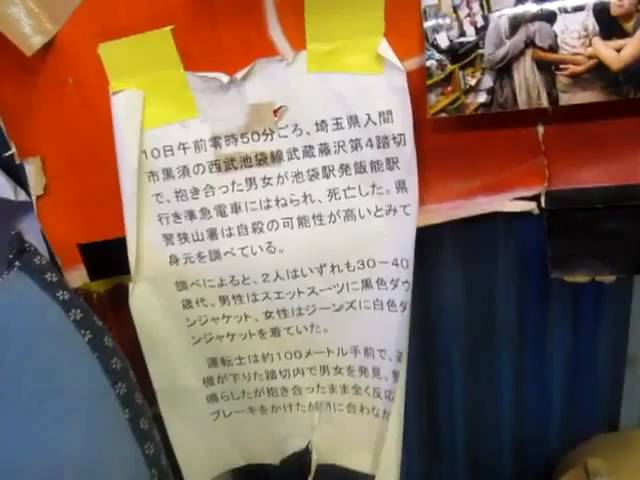 10日午前零時50分ごろ、埼玉県入間
市黒須の西武池袋線武蔵藤沢第4踏切
で、抱き合った男女が池袋駅発飯能駅
行き準急電車にはねられ、死亡した。県
警狭山署は自殺の可能性が高いとみて
身元を調べている。
調べによると、2人はいずれも30－40
歳代。男性はスエットスーツに黒色ダウ
ンジャケット、女性はジーンズに白色ダ
ンジャケットを着ていた。
運転士は約100メートル手前で、
機が下りた踏切内で男女を発見。
鳴らしたが抱き合ったまま全く反応
ブレーキをかけたが間に合わなか